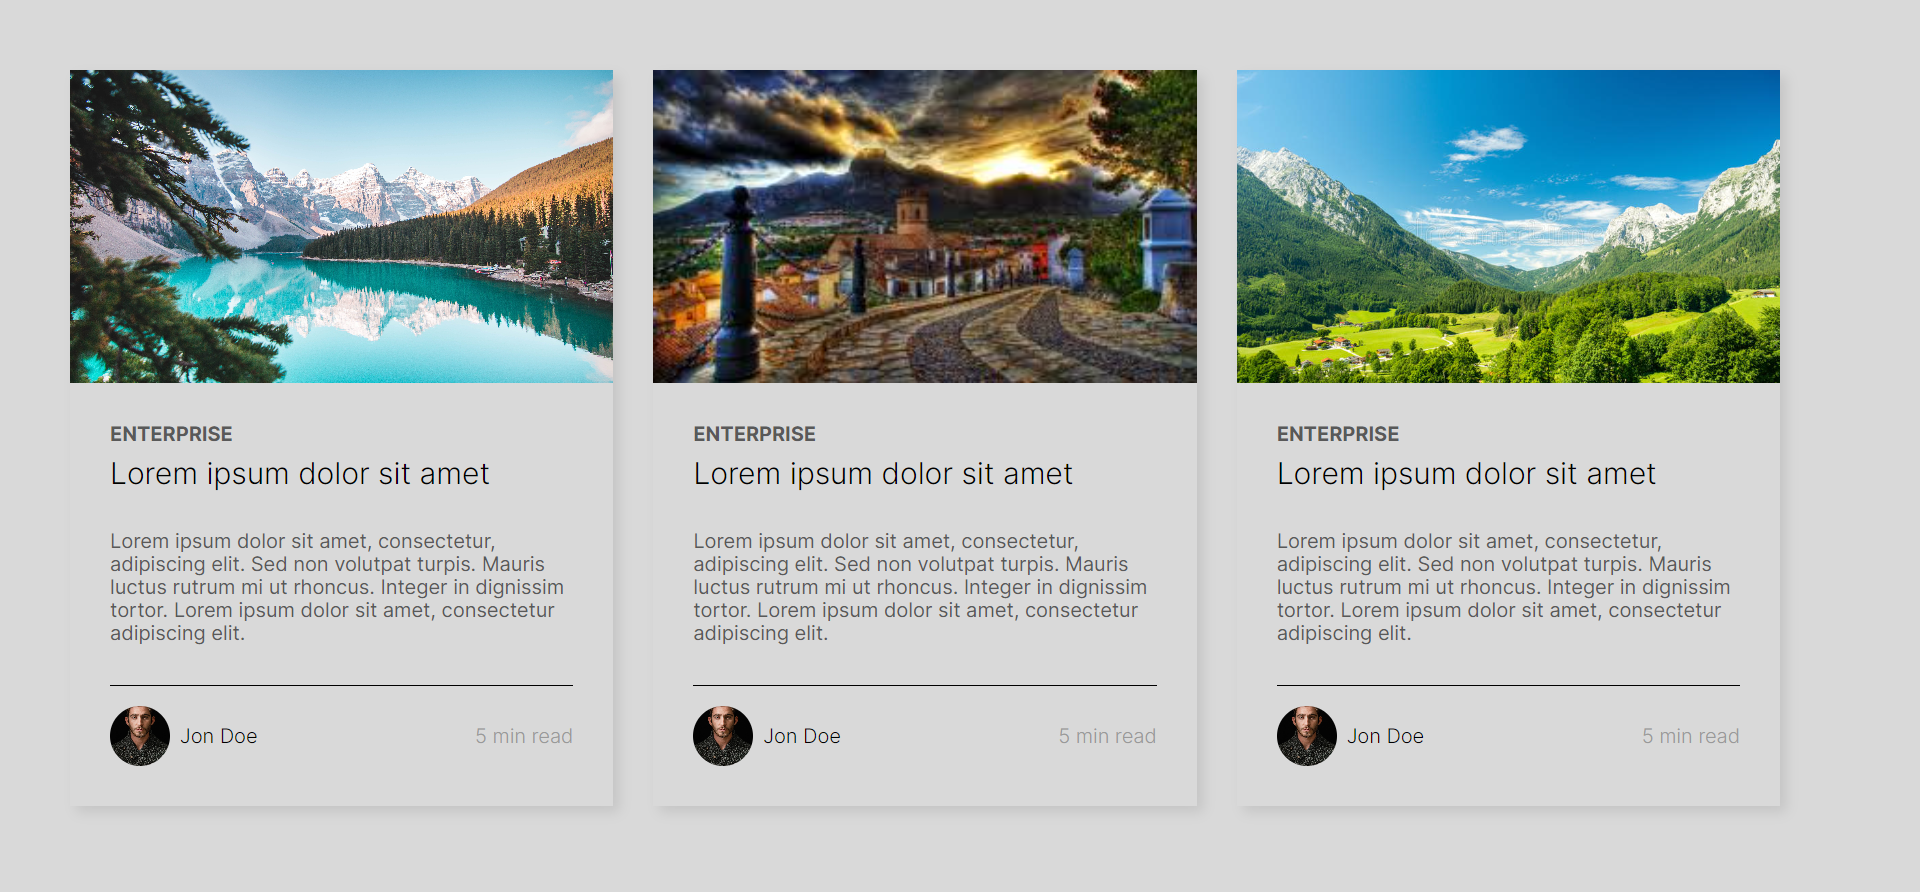 ENTERPRISE
Lorem ipsum dolor sit amet
Lorem ipsum dolor sit amet, consectetur,
adipiscing elit. Sed non volutpat turpis. Mauris
luctus rutrum mi ut rhoncus. Integer in dignissim
tortor. Lorem ipsum dolor sit amet, consectetur
adipiscing elit.
Jon Doe
5 min read
ENTERPRISE
Lorem ipsum dolor sit amet
Lorem ipsum dolor sit amet, consectetur,
adipiscing elit. Sed non volutpat turpis. Mauris
luctus rutrum mi ut rhoncus. Integer in dignissim
tortor. Lorem ipsum dolor sit amet, consectetur
adipiscing elit.
Jon Doe
5 min read
ENTERPRISE
Lorem ipsum dolor sit amet
Lorem ipsum dolor sit amet, consectetur,
adipiscing elit. Sed non volutpat turpis. Mauris
luctus rutrum mi ut rhoncus. Integer in dignissim
tortor. Lorem ipsum dolor sit amet, consectetur
adipiscing elit.
Jon Doe
5 min read